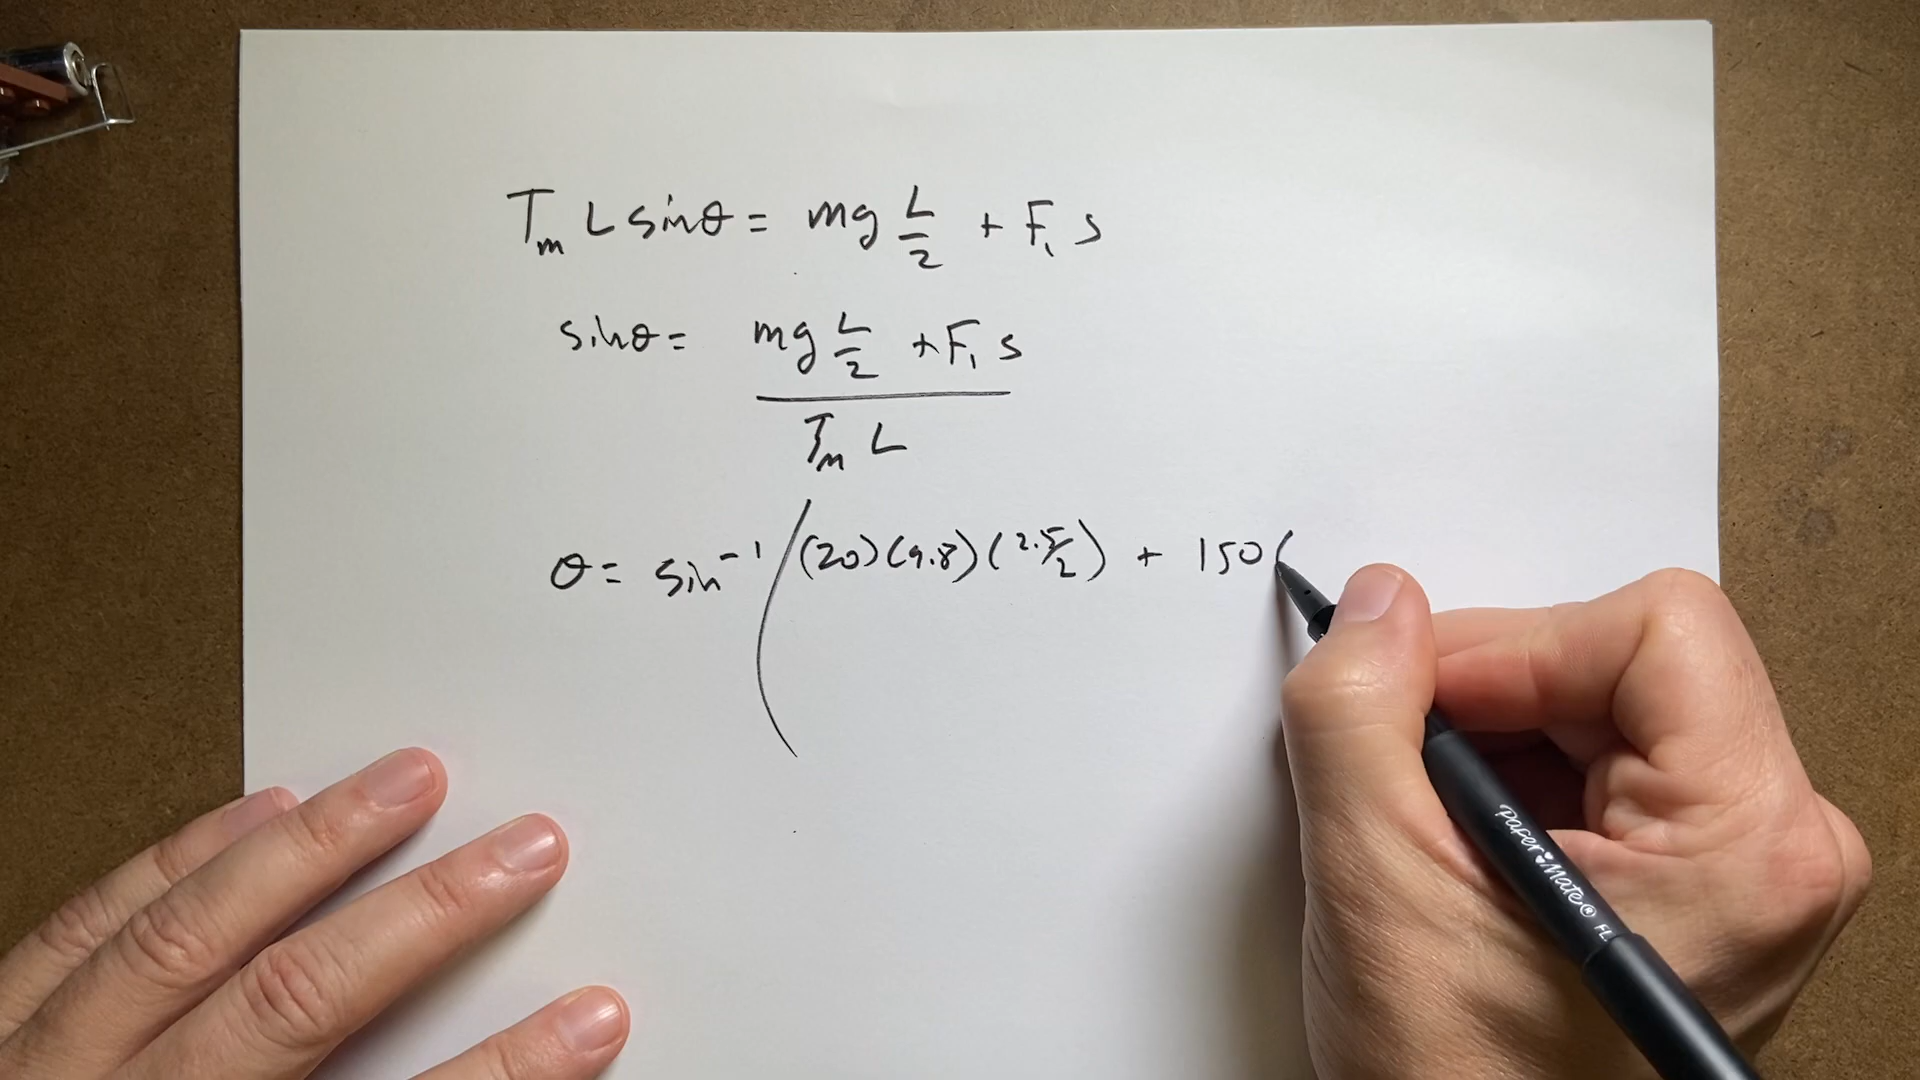 Tₘ L sinθ = mg L/2 + F₁ s
sinθ = (mg L/2 + F₁ s)/(Tₘ L)
θ = sin⁻¹ ((20)(9.8)(2.5/2) + 150(
Paper Mate® FL